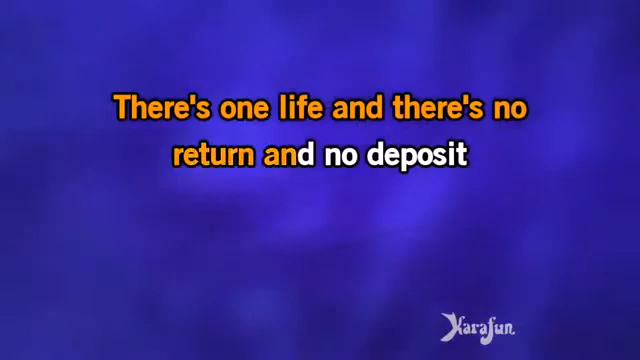 There's one life and there's no
return and no deposit
Karafun